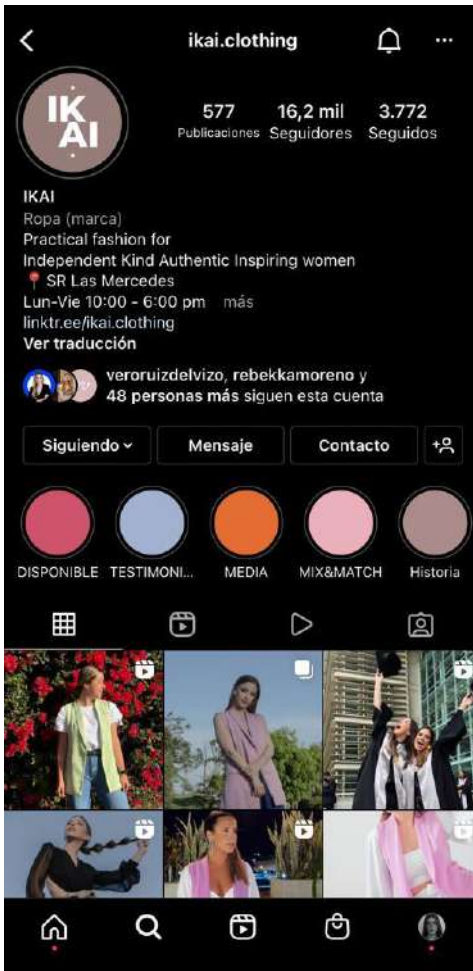 ikai.clothing
IK
AI
577
16,2 mil
3.772
Publicaciones
Seguidores
Seguidos
IKAI
Ropa (marca)
Practical fashion for
Independent Kind Authentic Inspiring women
📍 SR Las Mercedes
Lun-Vie 10:00 - 6:00 pm más
linktr.ee/ikai.clothing
Ver traducción
veroruizdelvizo, rebekkamoreno y
48 personas más siguen esta cuenta
Siguiendo
Mensaje
Contacto
DISPONIBLE
TESTIMONI...
MEDIA
MIX&MATCH
Historia